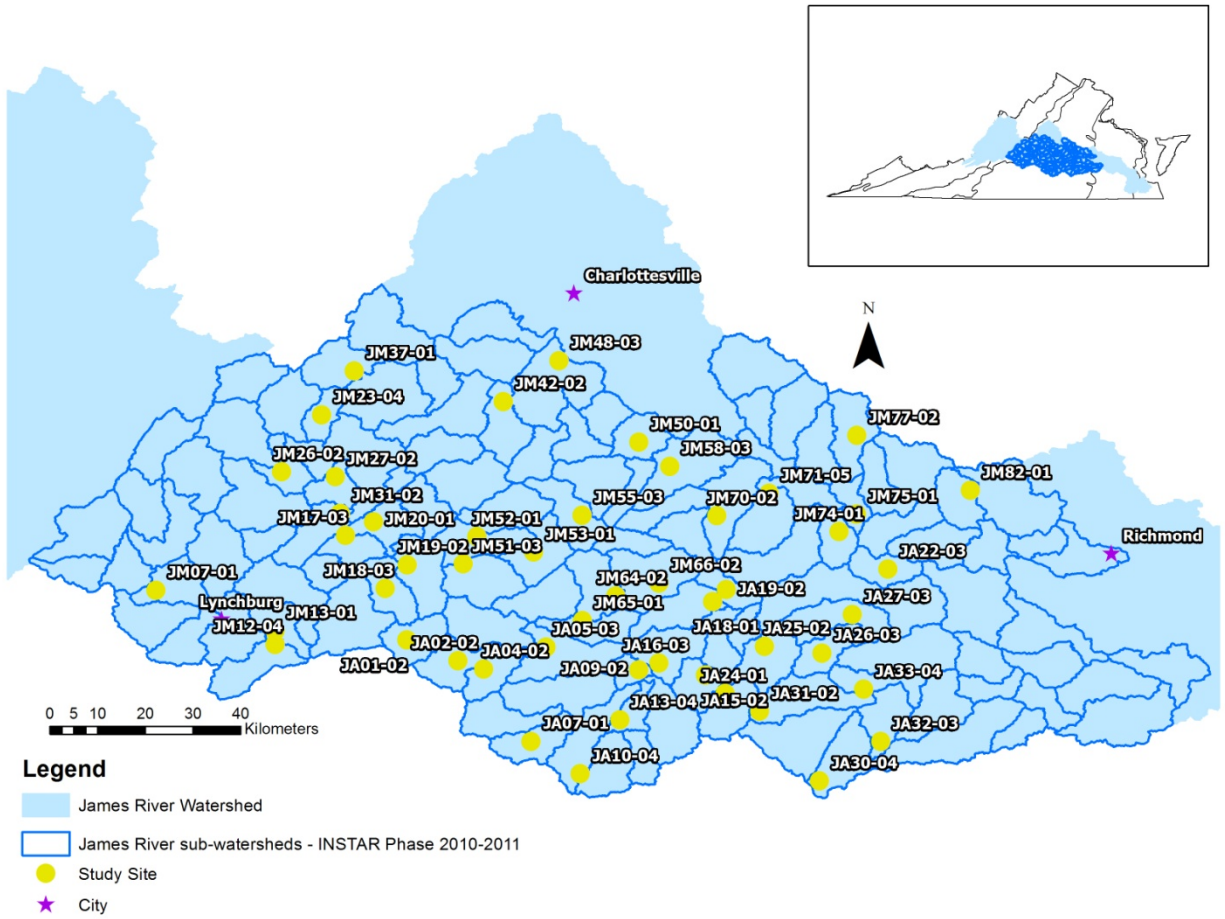 Charlottesville
N
JM37-01
JM48-03
JM23-04
JM42-02
JM50-01
JM77-02
JM26-02
JM27-02
JM58-03
JM71-05
JM82-01
JM31-02
JM55-03
JM70-02
JM75-01
JM17-03
JM20-01
JM52-01
JM74-01
JM53-01
Richmond
JM19-02
JM51-03
JA22-03
JM07-01
JM18-03
JM64-02
JM66-02
JA19-02
Lynchburg
JM13-01
JM65-01
JA27-03
JM12-04
JA02-02
JA05-03
JA18-01
JA25-02
JA26-03
JA01-02
JA04-02
JA09-02
JA16-03
JA24-01
JA33-04
JA13-04
JA15-02
JA31-02
JA07-01
JA32-03
JA10-04
JA30-04
0 5 10 20 30 40
Kilometers
Legend
James River Watershed
James River sub-watersheds - INSTAR Phase 2010-2011
Study Site
City